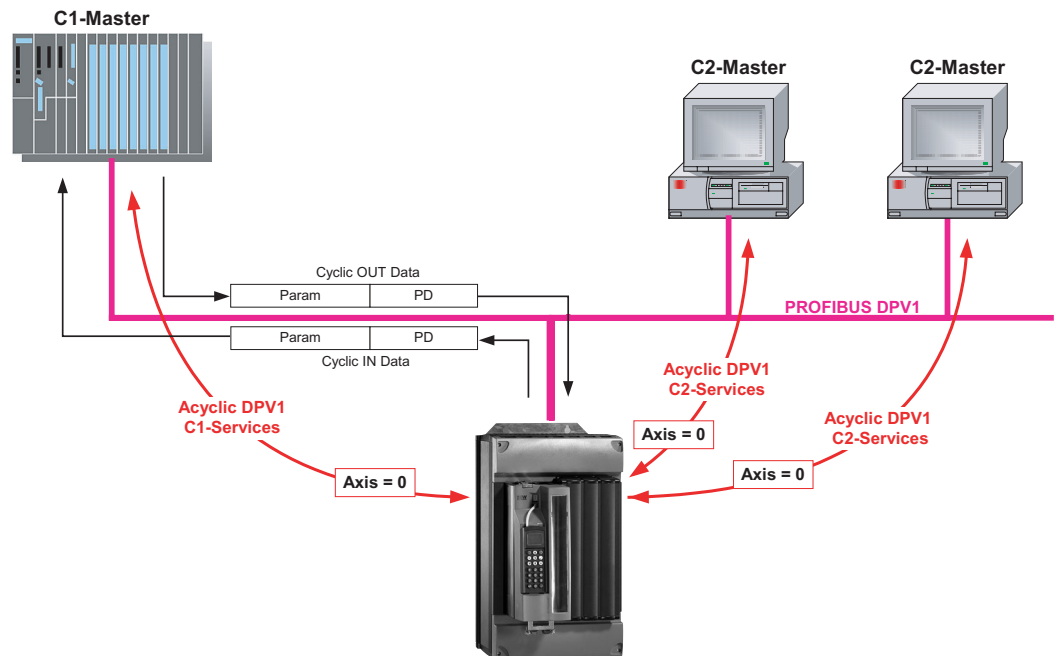 C1-Master
C2-Master
C2-Master
Cyclic OUT Data
Param PD
PROFIBUS DPV1
Param PD
Cyclic IN Data
Acyclic DPV1
C1-Services
Acyclic DPV1
C2-Services
Acyclic DPV1
C2-Services
Axis = 0
Axis = 0
Axis = 0